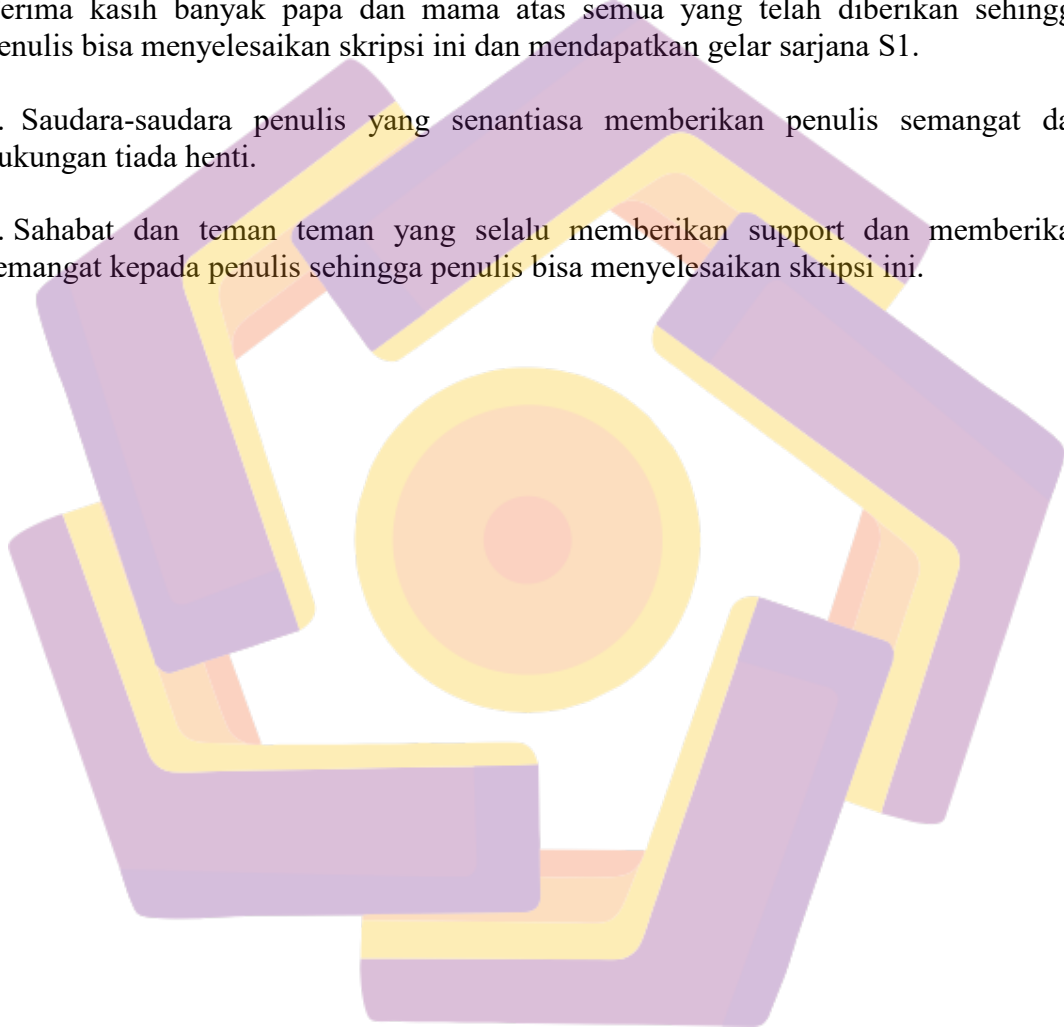 erima kasih banyak papa dan mama atas semua yang telah diberikan sehingg
enulis bisa menyelesaikan skripsi ini dan mendapatkan gelar sarjana S1.
. Saudara-saudara penulis yang senantiasa memberikan penulis semangat da
ukungan tiada henti.
. Sahabat dan teman teman yang selalu memberikan support dan memberika
emangat kepada penulis sehingga penulis bisa menyelesaikan skripsi ini.